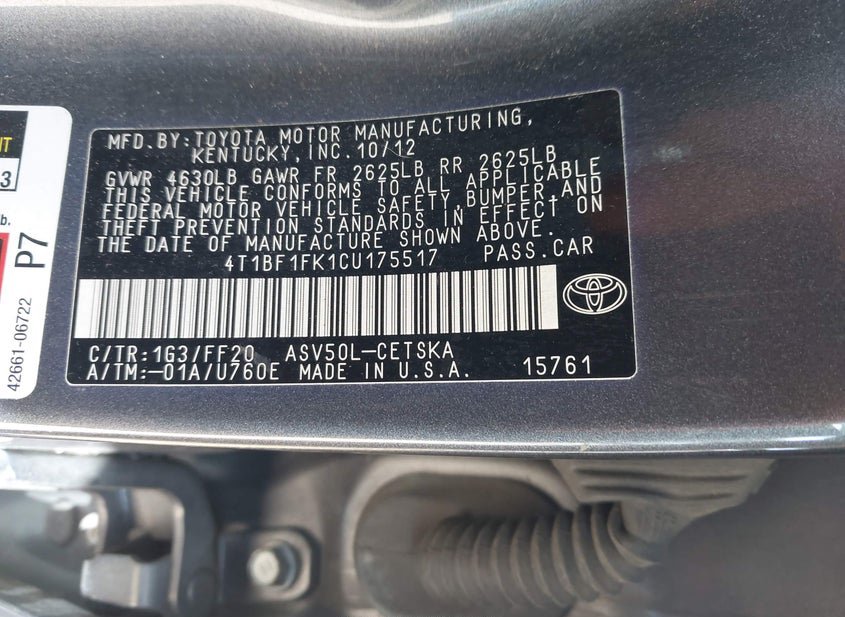 MFD.BY:TOYOTA MOTOR MANUFACTURING,
KENTUCKY,INC.10/12
GVWR 4630LB GAWR FR 2625LB RR 2625LB
THIS VEHICLE CONFORMS TO ALL APPLICABLE
FEDERAL MOTOR VEHICLE SAFETY,BUMPER,AND
THEFT PREVENTION STANDARDS IN EFFECT ON
THE DATE OF MANUFACTURE SHOWN ABOVE.
4T1BF1FK1CU175517 PASS.CAR
C/TR:1G3/FF20 ASV50L-CETSKA
A/TM:-01A/U760E MADE IN U.S.A. 15761
3
b.
P7
42661-06722